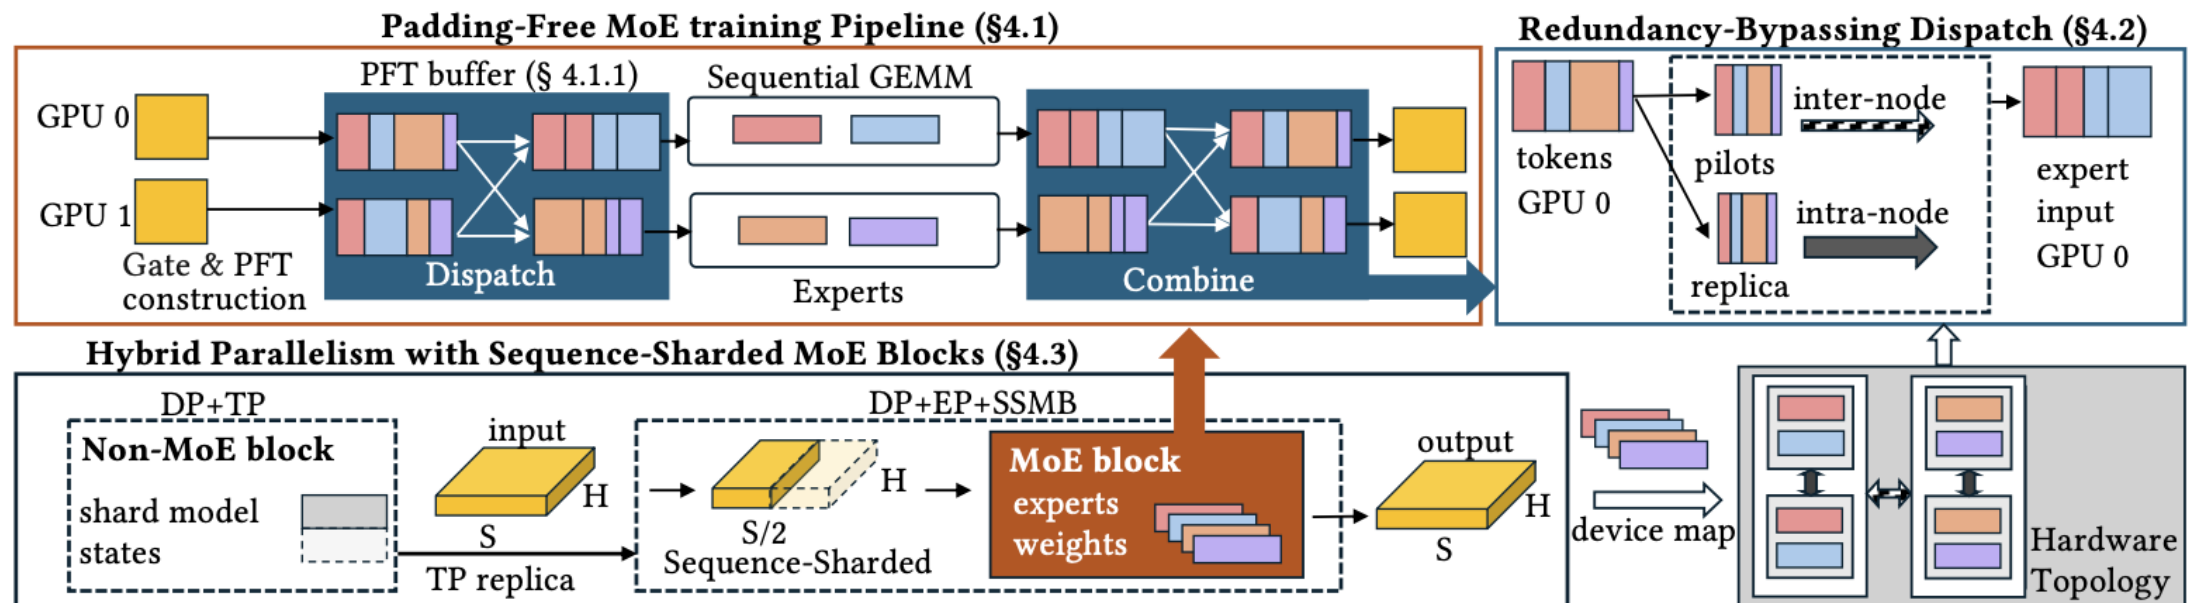 Padding-Free MoE training Pipeline (§4.1)
PFT buffer (§ 4.1.1)
Sequential GEMM
GPU 0
GPU 1
Gate & PFT
construction
Dispatch
Experts
Combine
Redundancy-Bypassing Dispatch (§4.2)
tokens
GPU 0
pilots
inter-node
replica
intra-node
expert
input
GPU 0
Hybrid Parallelism with Sequence-Sharded MoE Blocks (§4.3)
DP+TP
Non-MoE block
shard model
states
input
H
S
TP replica
DP+EP+SSMB
H
S/2
Sequence-Sharded
MoE block
experts
weights
output
H
S
device map
Hardware
Topology